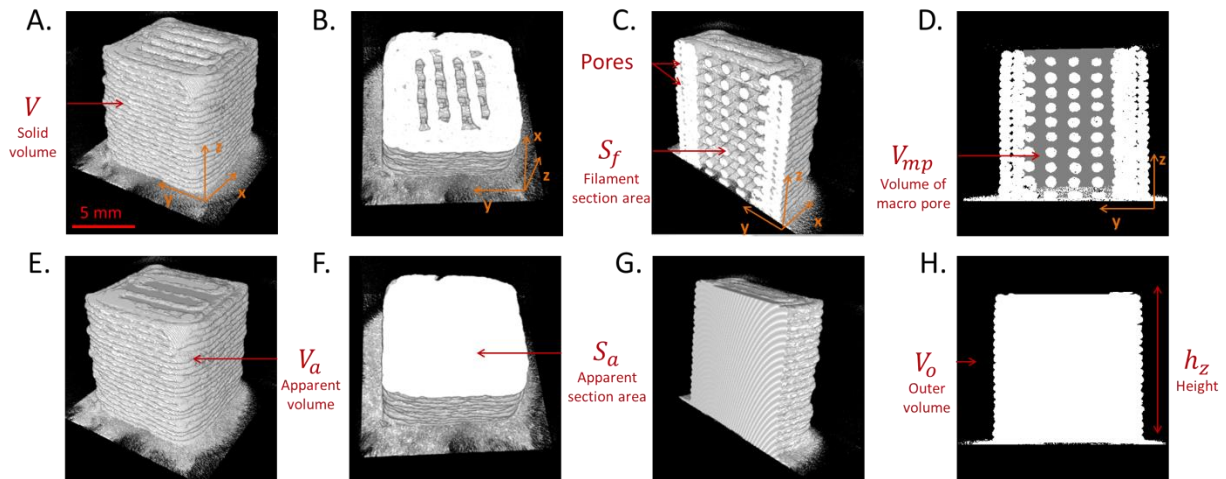 A.
B.
C.
D.
V
Solid
volume
z
y
x
5 mm
x
z
y
Pores
S_f
Filament
section area
z
y
x
V_mp
Volume of
macro pore
z
y
E.
F.
G.
H.
V_a
Apparent
volume
S_a
Apparent
section area
V_o
Outer
volume
h_z
Height